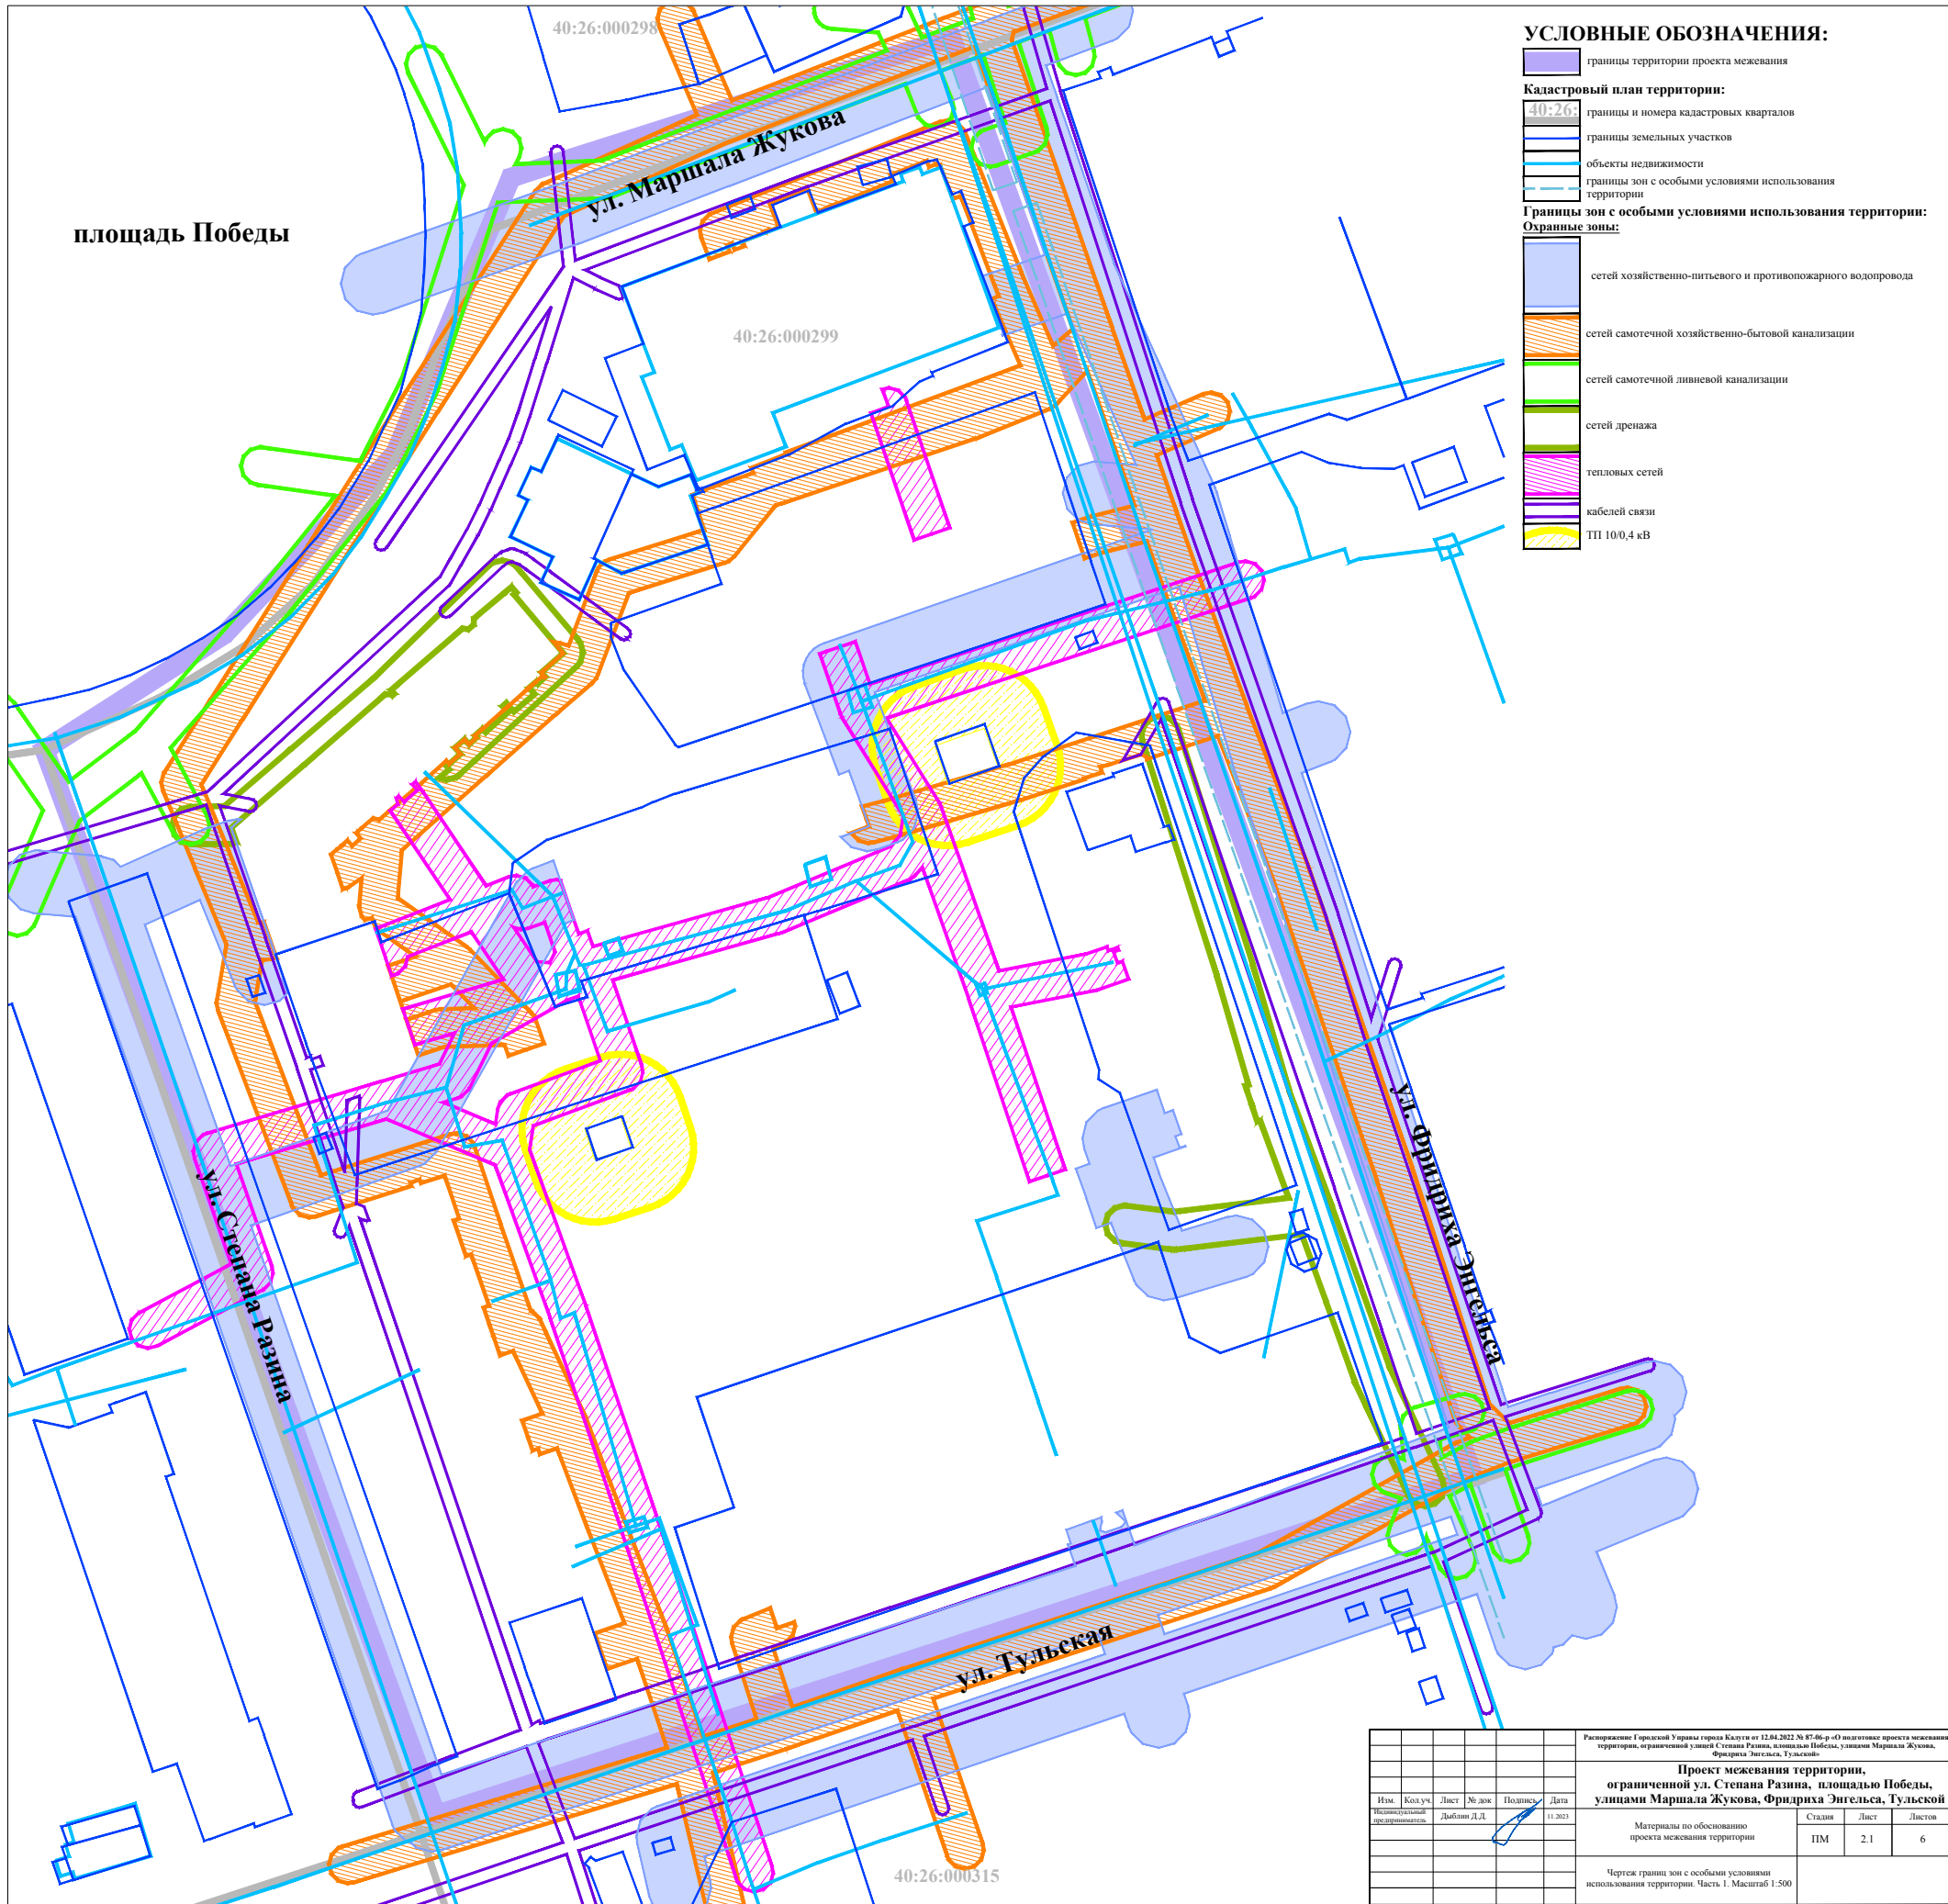 40:26:000298
площадь Победы
ул. Маршала Жукова
40:26:000299
ул. Степана Разина
ул. Фридриха Энгельса
ул. Тульская
40:26:000315
УСЛОВНЫЕ ОБОЗНАЧЕНИЯ:
границы территории проекта межевания
Кадастровый план территории:
40:26:
границы и номера кадастровых кварталов
границы земельных участков
объекты недвижимости
границы зон с особыми условиями использования
территории
Границы зон с особыми условиями использования территории:
Охранные зоны:
сетей хозяйственно-питьевого и противопожарного водопровода
сетей самотечной хозяйственно-бытовой канализации
сетей самотечной ливневой канализации
сетей дренажа
тепловых сетей
кабелей связи
ТП 10/0,4 кВ
Распоряжение Городской Управы города Калуги от 12.04.2022 № 87-06-р «О подготовке проекта межевания
территории, ограниченной улицей Степана Разина, площадью Победы, улицами Маршала Жукова,
Фридриха Энгельса, Тульской»
Проект межевания территории,
ограниченной ул. Степана Разина, площадью Победы,
улицами Маршала Жукова, Фридриха Энгельса, Тульской
Изм. Кол.уч. Лист № док Подпись Дата
Индивидуальный
предприниматель
Дыблин Д.Д. 11.2023
Материалы по обоснованию
проекта межевания территории
Стадия Лист Листов
ПМ 2.1 6
Чертеж границ зон с особыми условиями
использования территории. Часть 1. Масштаб 1:500